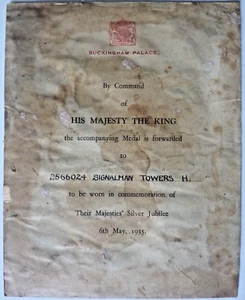 BUCKINGHAM PALACE.
By Command
of
HIS MAJESTY THE KING
the accompanying Medal is forwarded
to
2566024 SIGNALMAN TOWERS H.
to be worn in commemoration of
Their Majesties' Silver Jubilee
6th May, 1935.